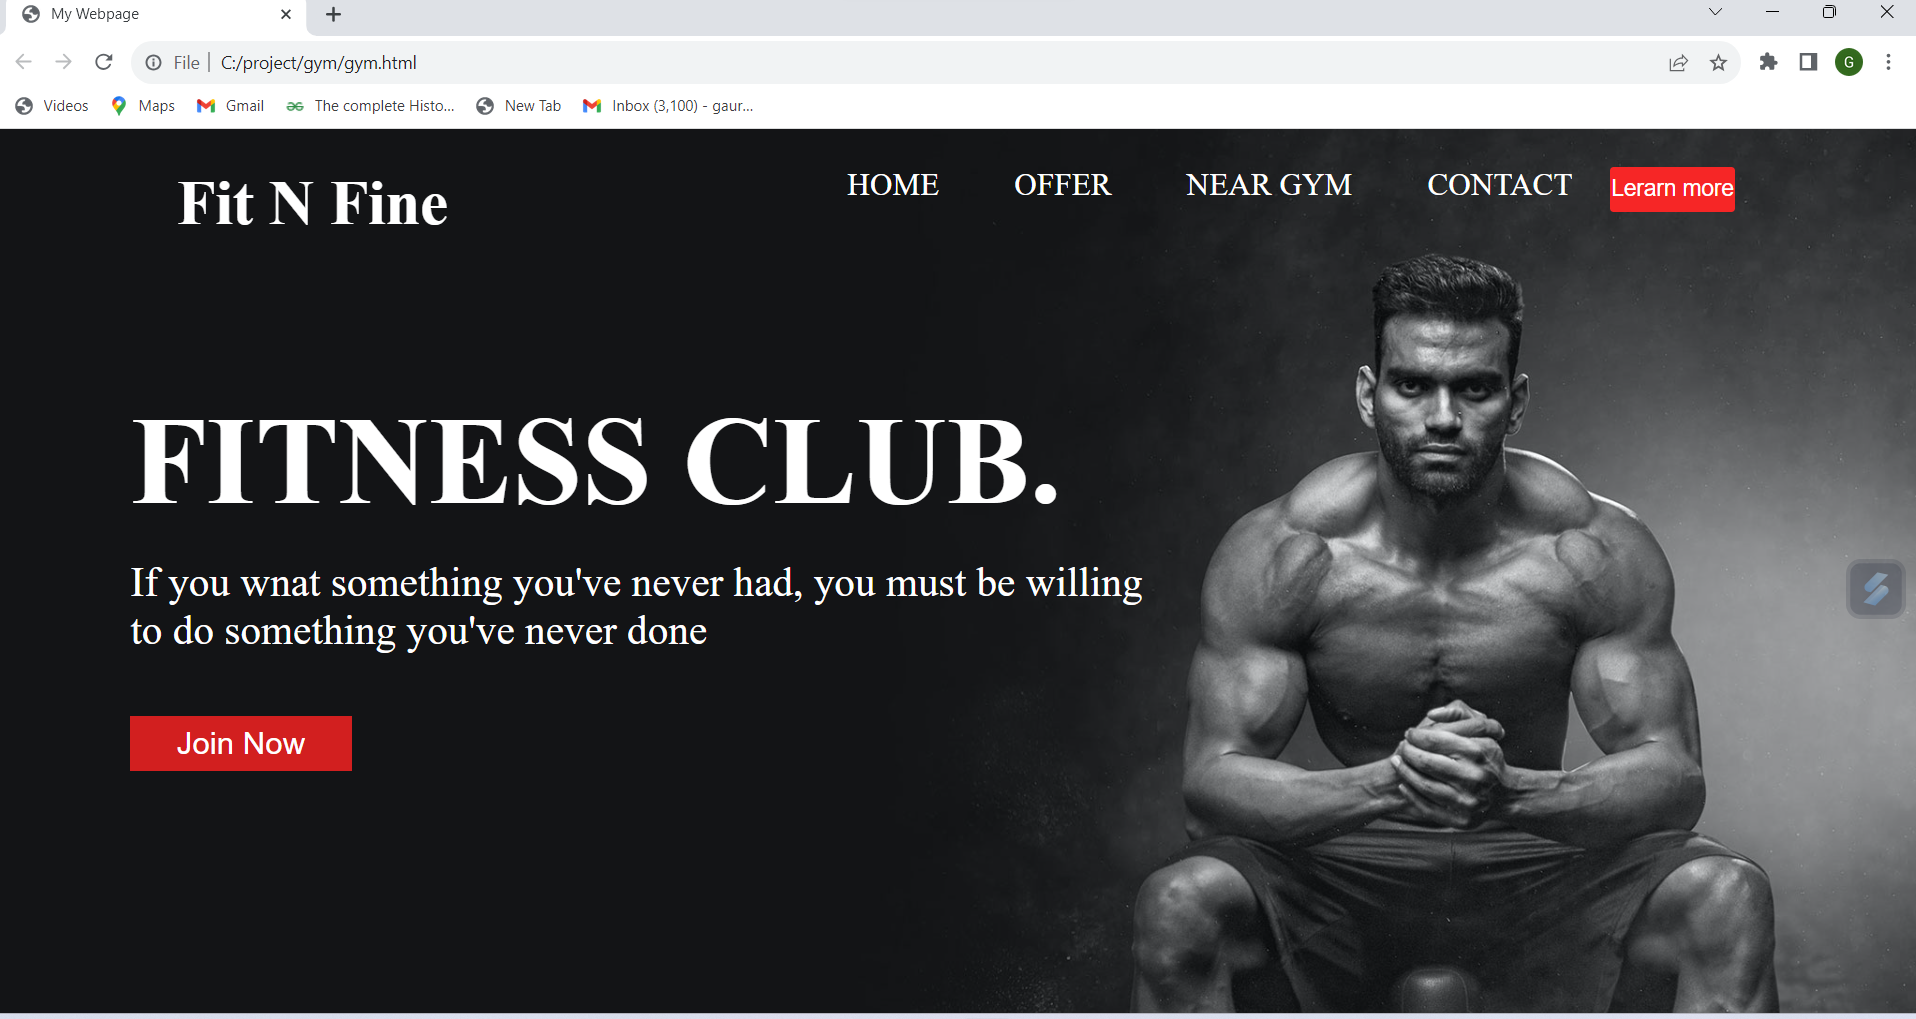 My Webpage
File | C:/project/gym/gym.html
G
Videos Maps Gmail The complete Histo... New Tab Inbox (3,100) - gaur...
Fit N Fine
HOME OFFER NEAR GYM CONTACT Lerarn more
FITNESS CLUB.
If you wnat something you've never had, you must be willing
to do something you've never done
Join Now